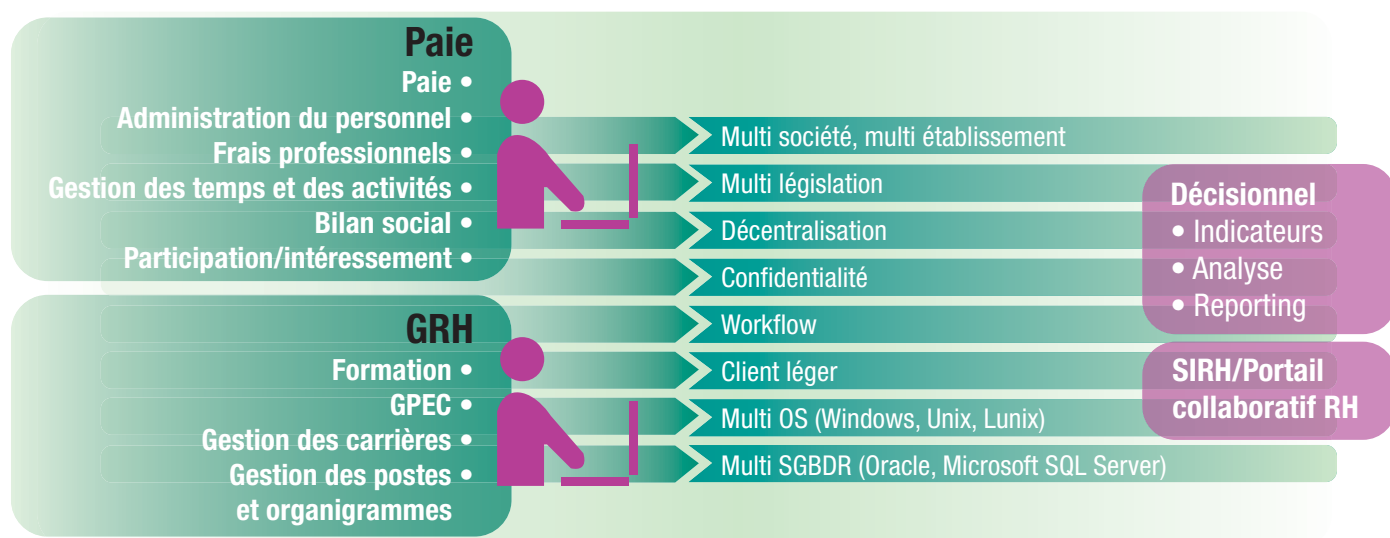 Paie
Paie •
Administration du personnel •
Frais professionnels •
Gestion des temps et des activités •
Bilan social •
Participation/intéressement •
GRH
Formation •
GPEC •
Gestion des carrières •
Gestion des postes •
et organigrammes
Multi société, multi établissement
Multi législation
Décentralisation
Confidentialité
Workflow
Client léger
Multi OS (Windows, Unix, Lunix)
Multi SGBDR (Oracle, Microsoft SQL Server)
Décisionnel
• Indicateurs
• Analyse
• Reporting
SIRH/Portail
collaboratif RH